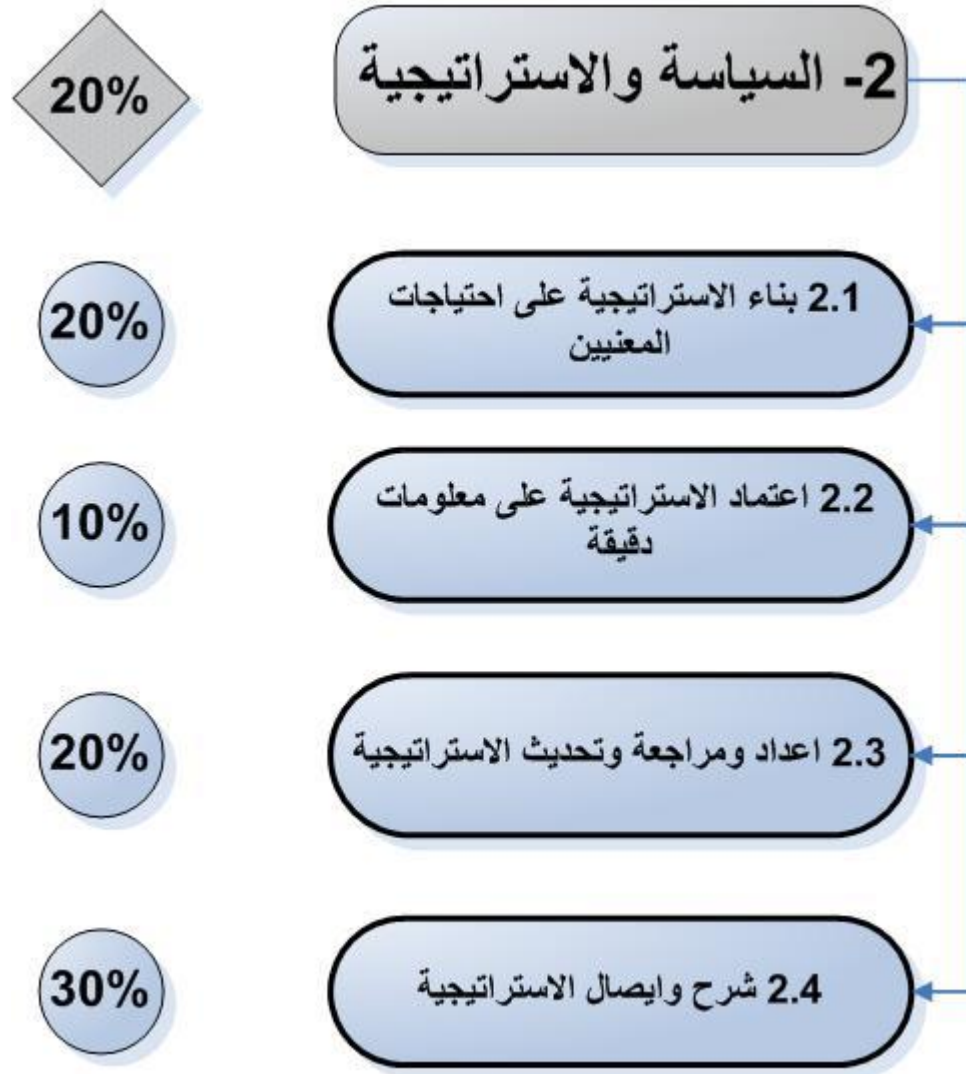 2- السياسة والاستراتيجية
20%
2.1 بناء الاستراتيجية على احتياجات
المعنيين
20%
2.2 اعتماد الاستراتيجية على معلومات
دقيقة
10%
2.3 اعداد ومراجعة وتحديث الاستراتيجية
20%
2.4 شرح وايصال الاستراتيجية
30%